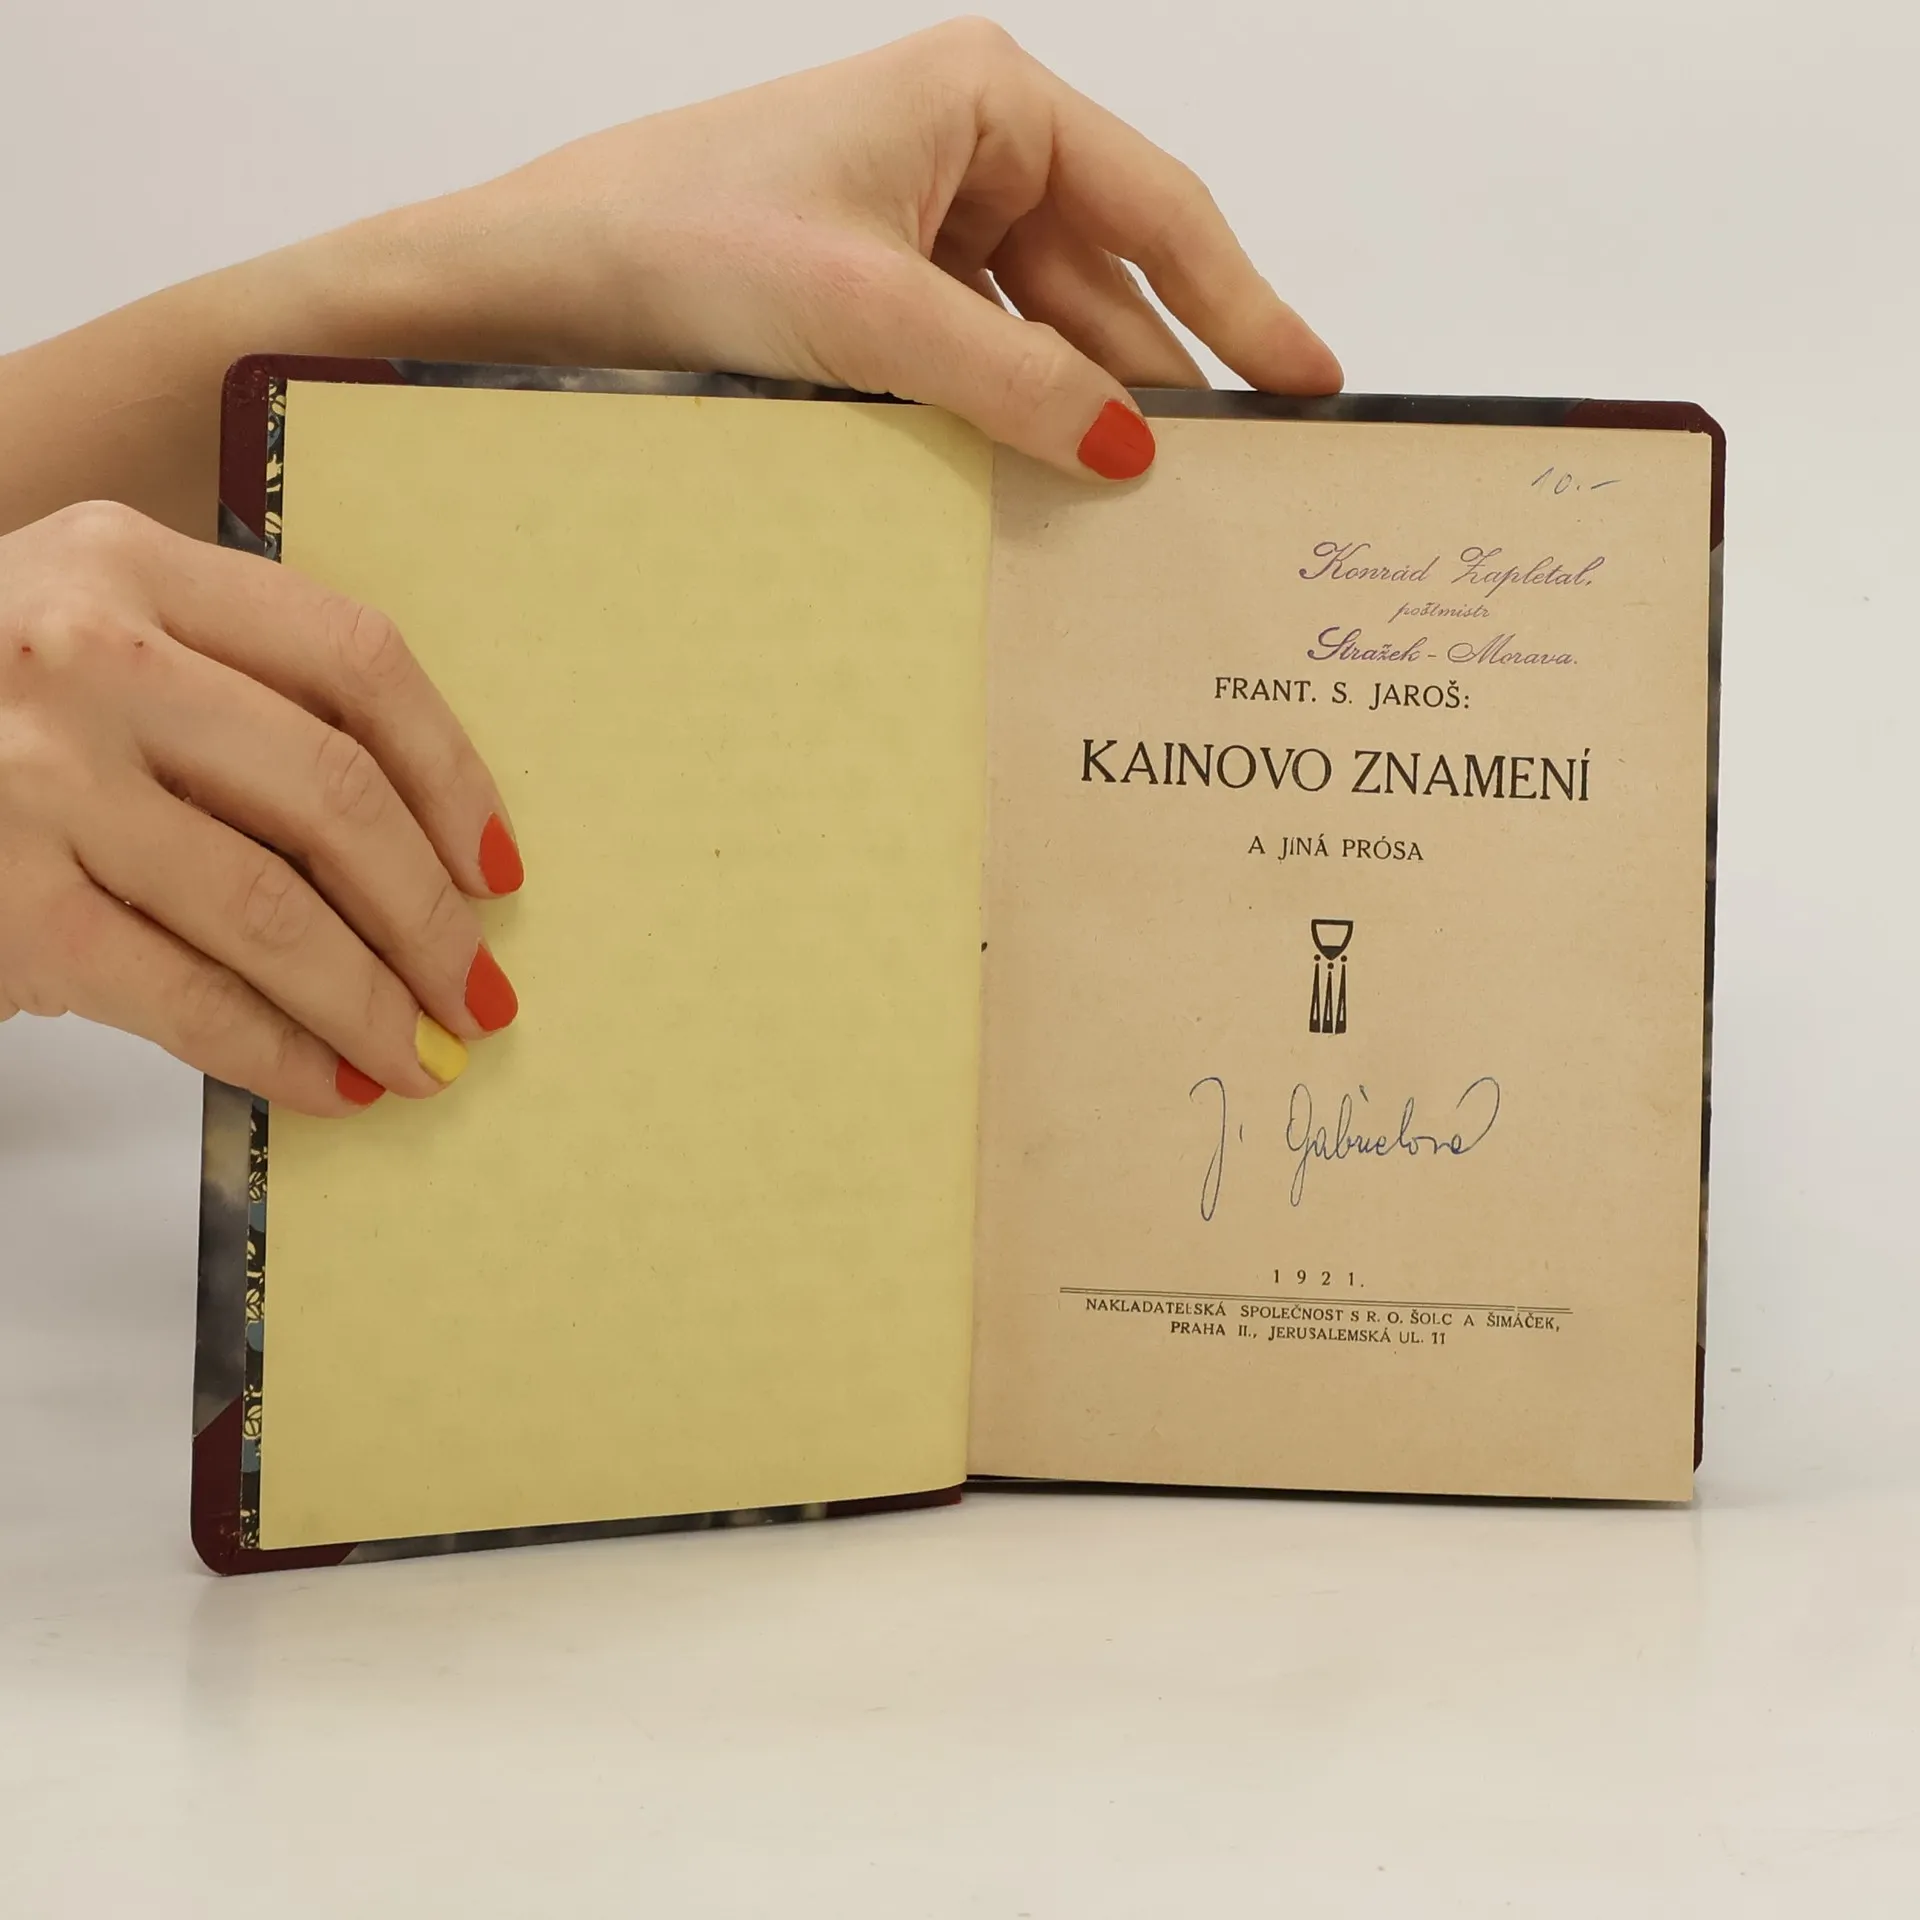 10.-
Konrád Zapletal,
poštmistr
Stražek - Morava.
FRANT. S. JAROŠ:
KAINOVO ZNAMENÍ
A JINÁ PRÓSA
J. Gabrielová
1921.
NAKLADATELSKÁ SPOLEČNOST S R. O. ŠOLC A ŠIMÁČEK,
PRAHA II., JERUSALEMSKÁ UL. 11